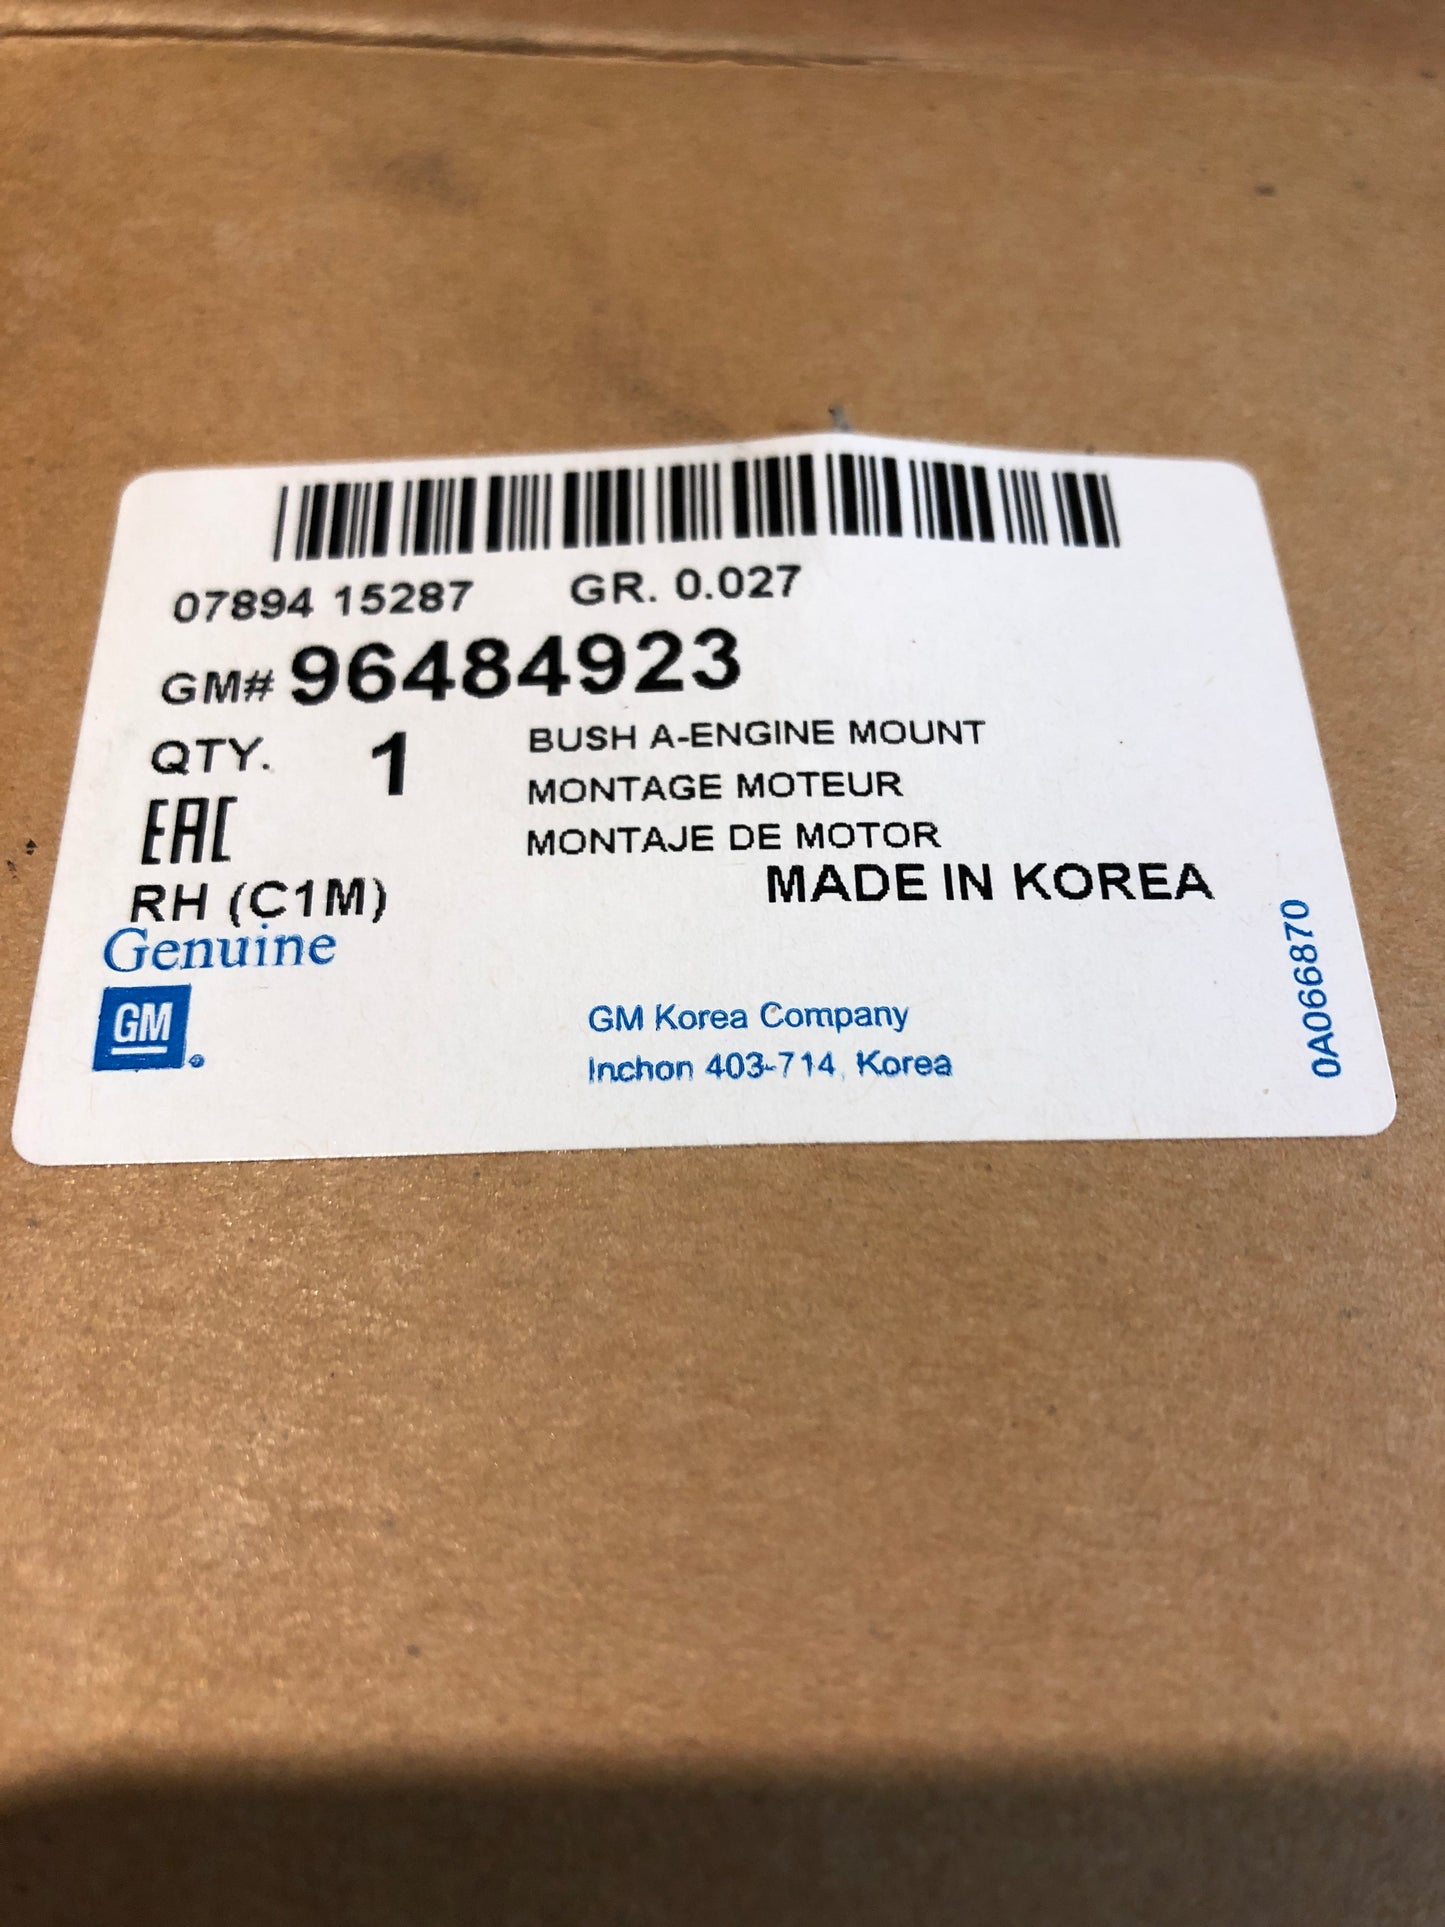 07894 15287 GR. 0.027
GM# 96484923
QTY. 1 BUSH A-ENGINE MOUNT
MONTAGE MOTEUR
MONTAJE DE MOTOR
EAC
MADE IN KOREA
RH (C1M)
Genuine
GM
GM Korea Company
Inchon 403-714, Korea
0A066870